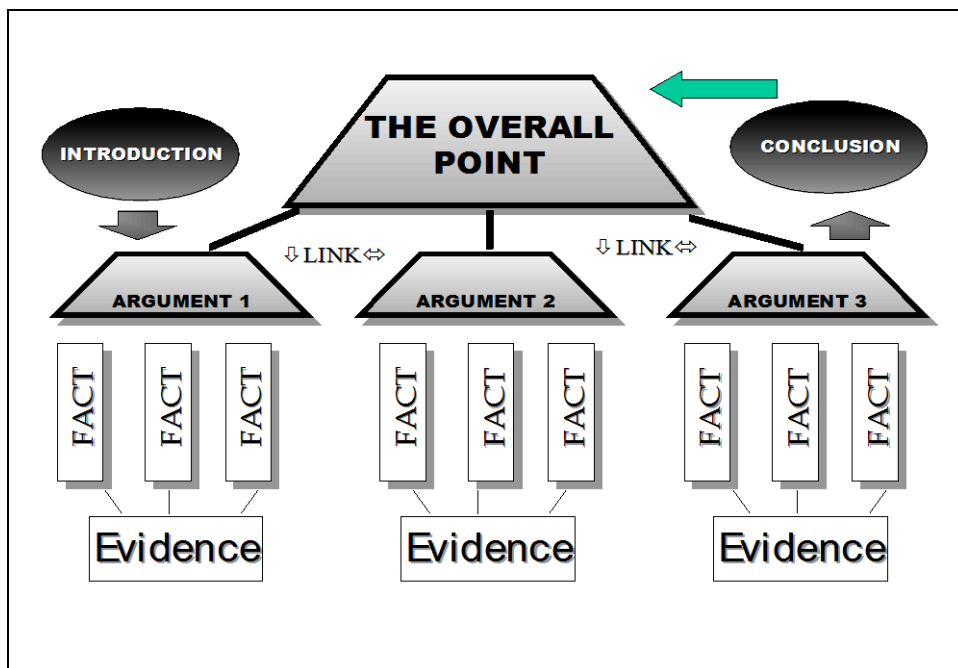 THE OVERALL
POINT
INTRODUCTION
CONCLUSION
⇩ LINK ⇔
⇩ LINK ⇔
ARGUMENT 1
ARGUMENT 2
ARGUMENT 3
FACT
FACT
FACT
FACT
FACT
FACT
FACT
FACT
FACT
Evidence
Evidence
Evidence